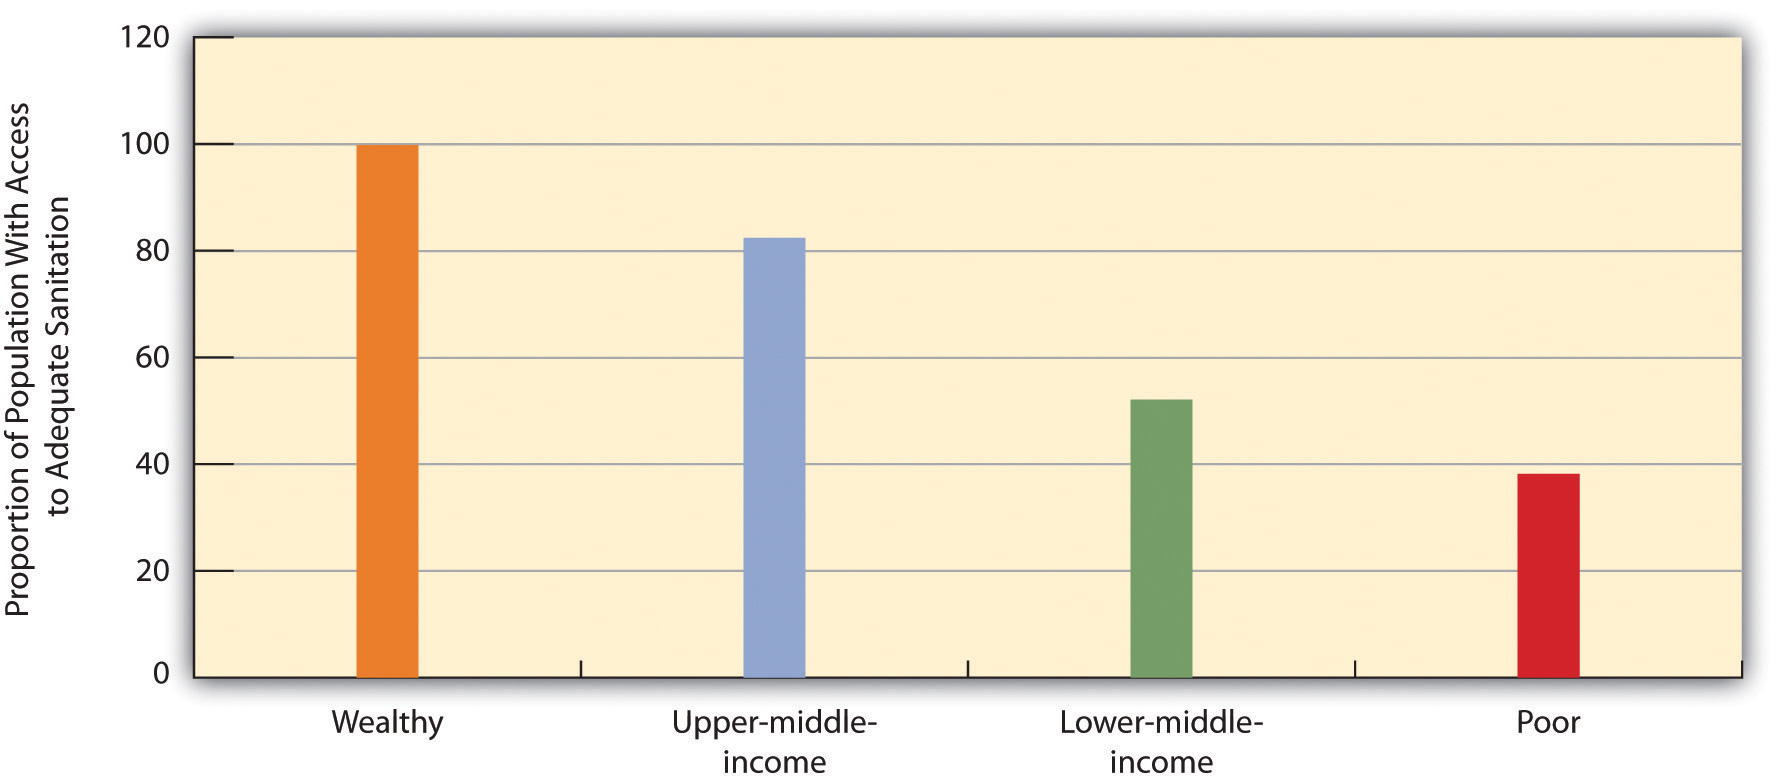 Proportion of Population With Access
to Adequate Sanitation
120
100
80
60
40
20
0
Wealthy
Upper-middle-
income
Lower-middle-
income
Poor